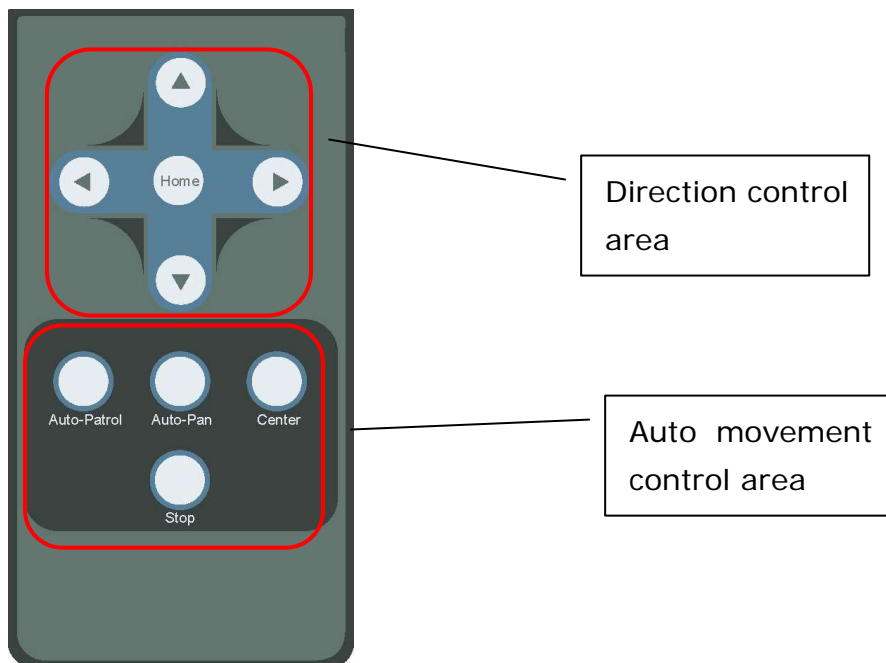 Home
Direction control
area
Auto-Patrol Auto-Pan Center
Stop
Auto movement
control area